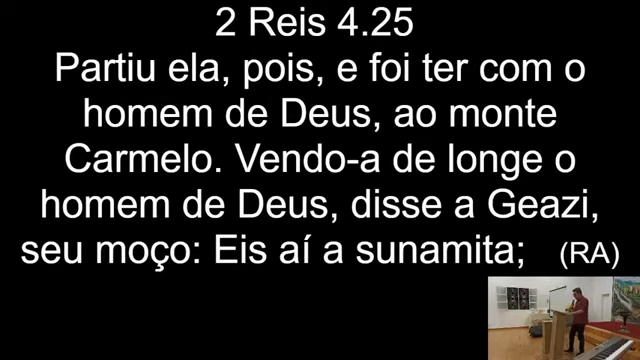 2 Reis 4.25
Partiu ela, pois, e foi ter com o
homem de Deus, ao monte
Carmelo. Vendo-a de longe o
homem de Deus, disse a Geazi,
seu moço: Eis aí a sunamita; (RA)